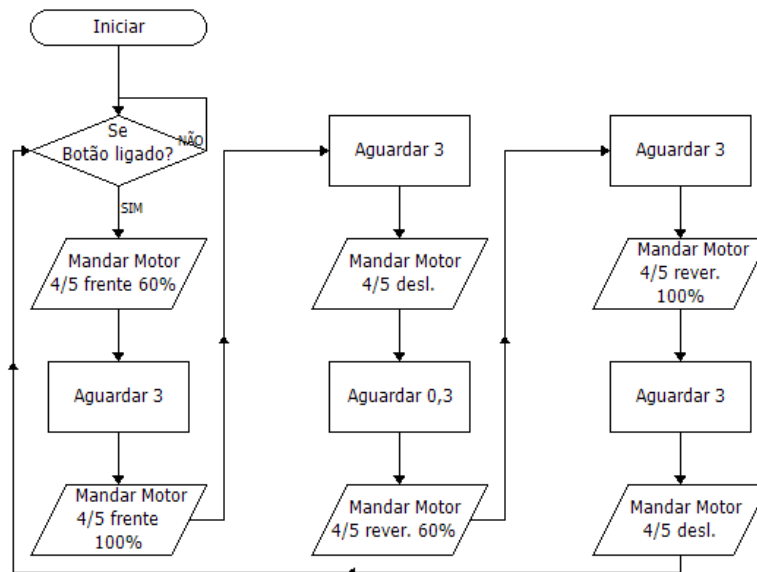 Iniciar
Se
Botão ligado?
NÃO
SIM
Mandar Motor
4/5 frente 60%
Aguardar 3
Mandar Motor
4/5 frente
100%
Aguardar 3
Mandar Motor
4/5 desl.
Aguardar 0,3
Mandar Motor
4/5 rever. 60%
Aguardar 3
Mandar Motor
4/5 rever.
100%
Aguardar 3
Mandar Motor
4/5 desl.